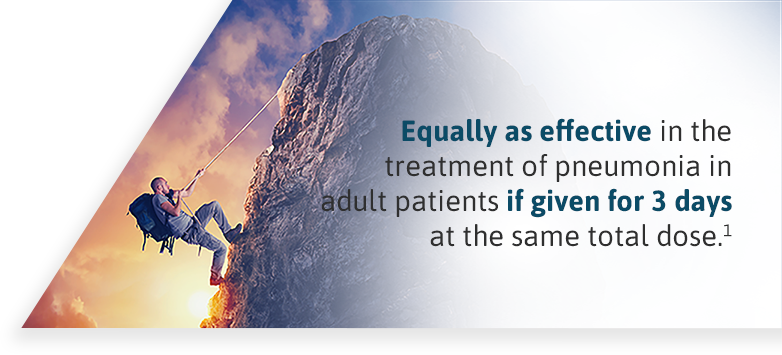 Equally as effective in the
treatment of pneumonia in
adult patients if given for 3 days
at the same total dose.¹